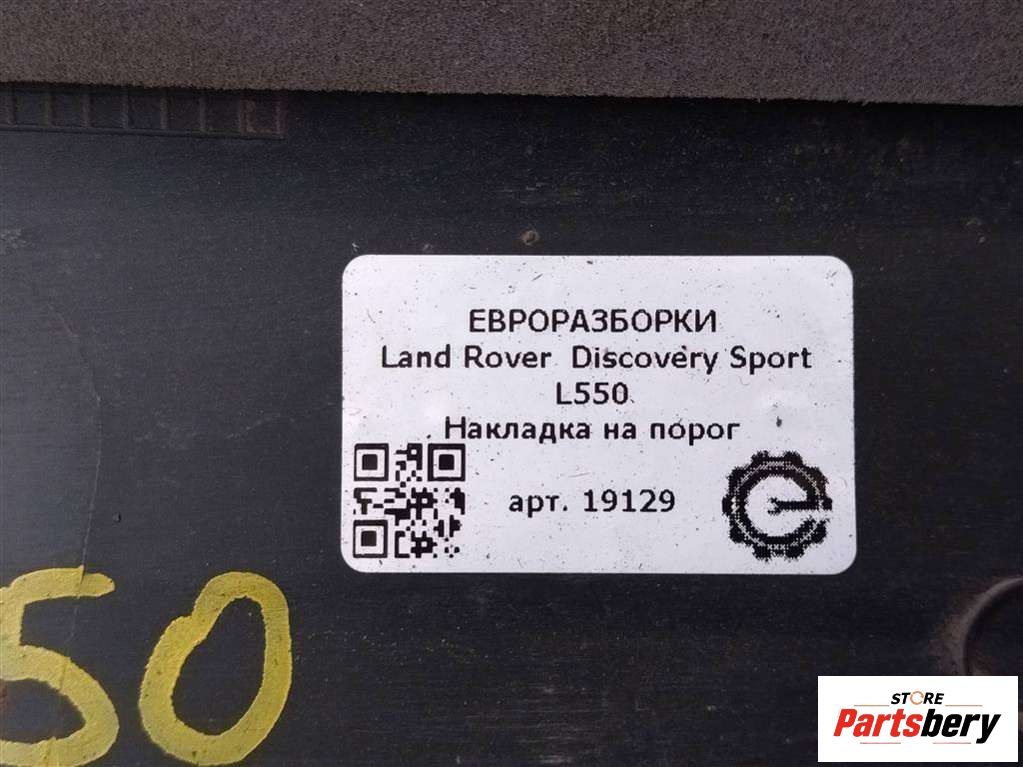 ЕВРОРАЗБОРКИ
Land Rover Discovery Sport
L550
Накладка на порог
арт. 19129
50
STORE
Partsbery